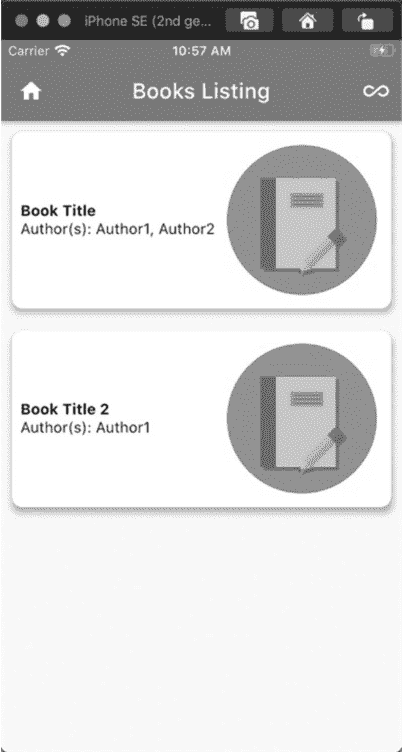 iPhone SE (2nd ge...
Carrier 10:57 AM
Books Listing
Book Title
Author(s): Author1, Author2
Book Title 2
Author(s): Author1